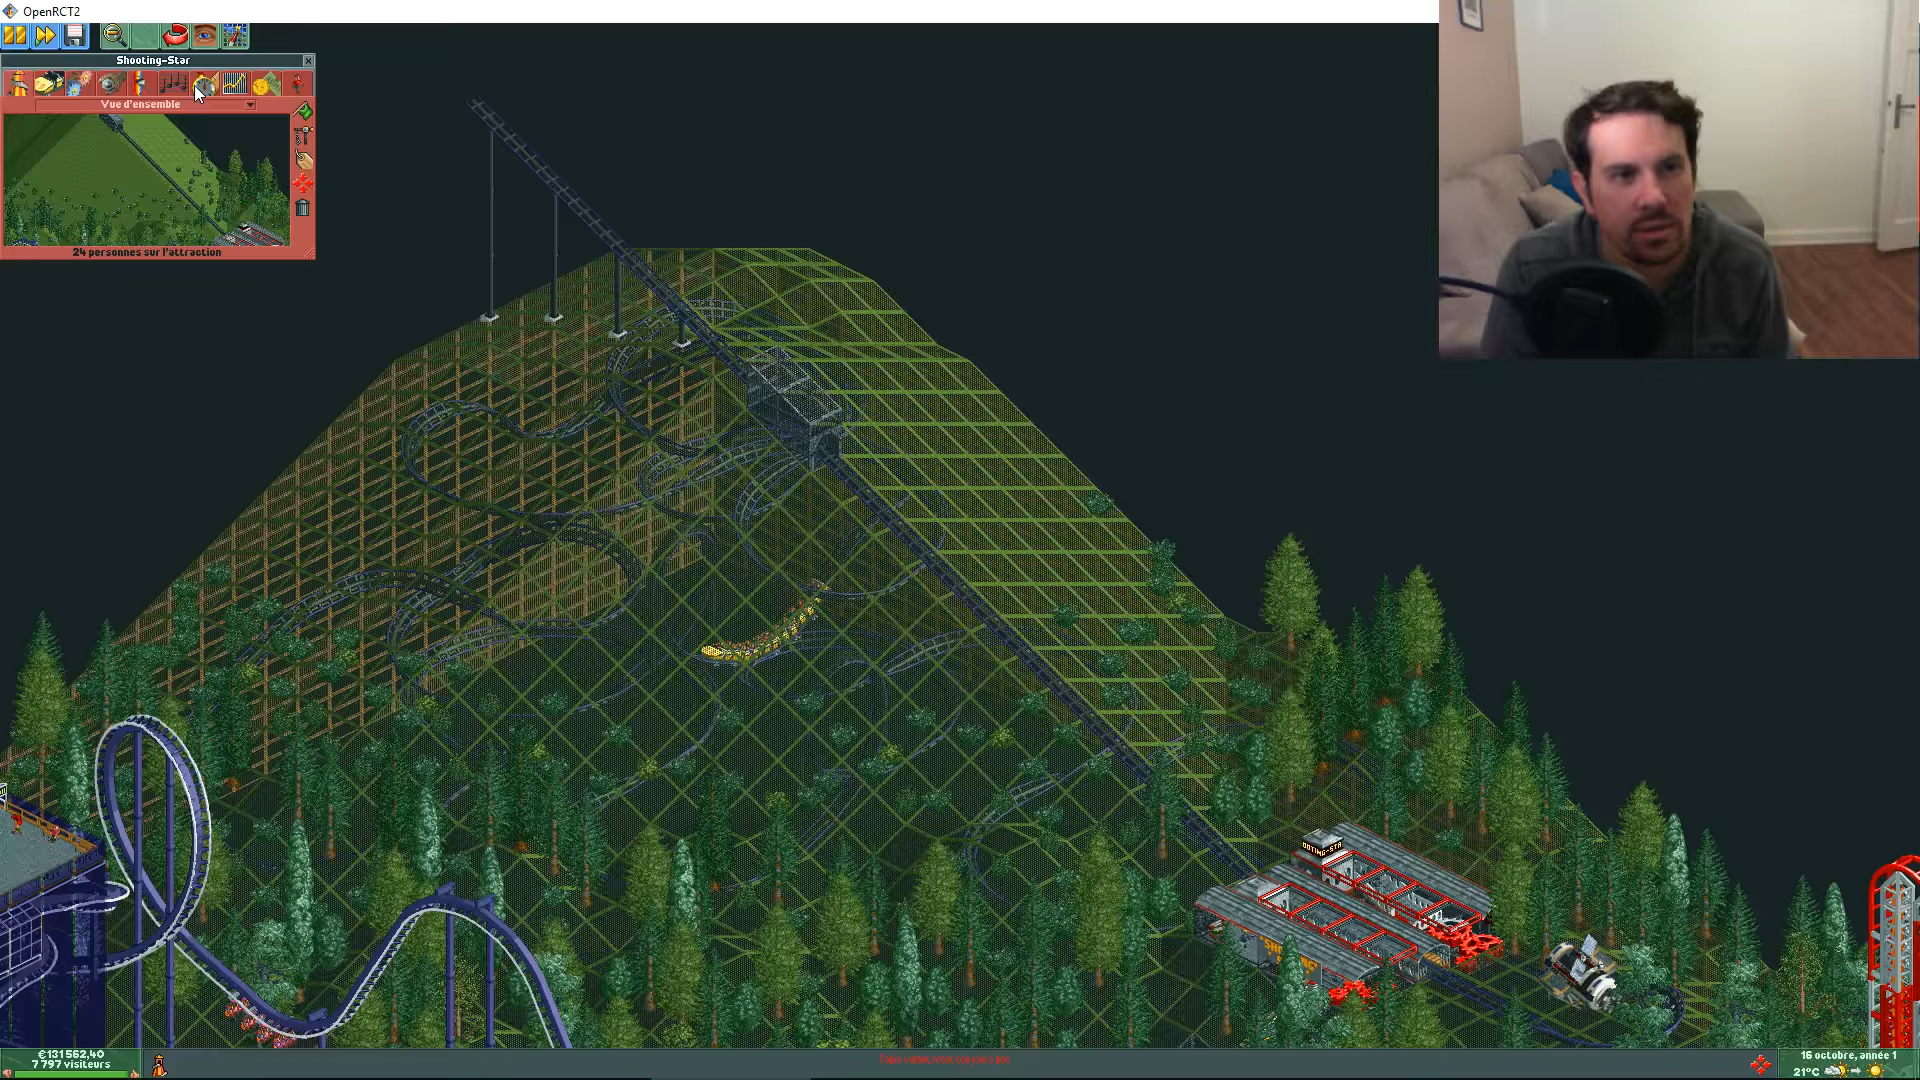 OpenRCT2
Shooting-Star
Vue d'ensemble
24 personnes sur l'attraction
€131 562,40
7 797 visiteurs
16 octobre, année 1
21°C